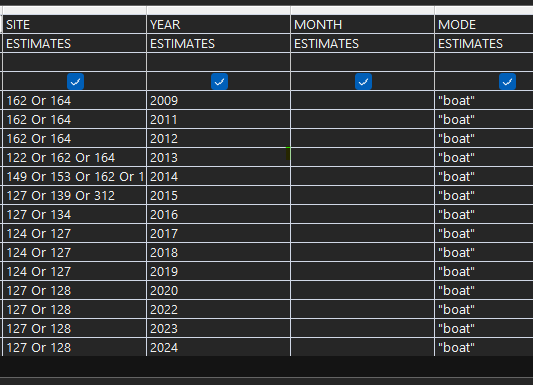 SITE YEAR MONTH MODE
ESTIMATES ESTIMATES ESTIMATES ESTIMATES
162 Or 164 2009 "boat"
162 Or 164 2011 "boat"
162 Or 164 2012 "boat"
122 Or 162 Or 164 2013 "boat"
149 Or 153 Or 162 Or 1 2014 "boat"
127 Or 139 Or 312 2015 "boat"
127 Or 134 2016 "boat"
124 Or 127 2017 "boat"
124 Or 127 2018 "boat"
124 Or 127 2019 "boat"
127 Or 128 2020 "boat"
127 Or 128 2022 "boat"
127 Or 128 2023 "boat"
127 Or 128 2024 "boat"